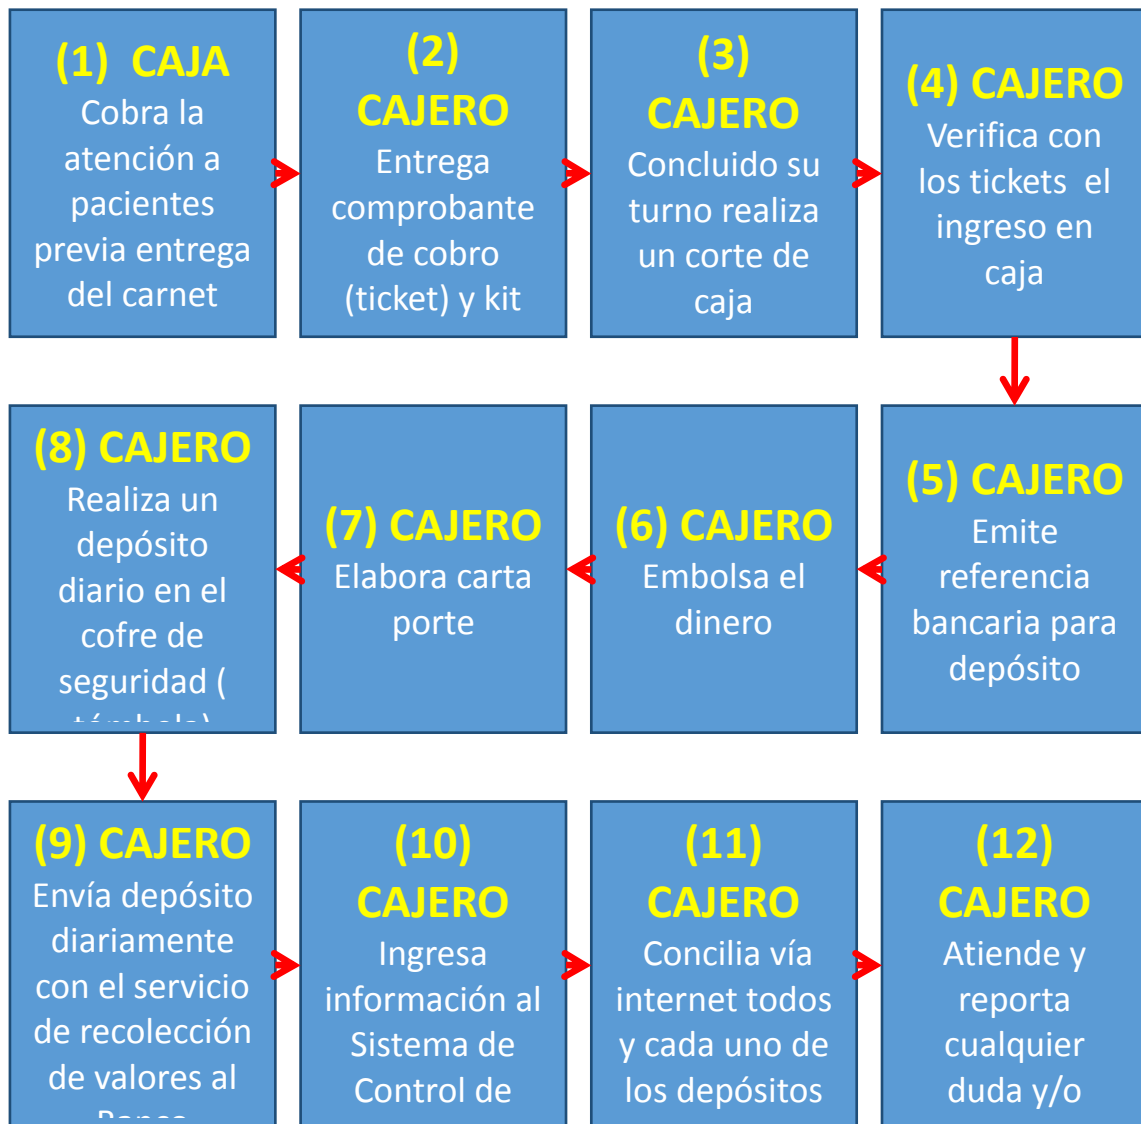 (1) CAJA
Cobra la
atención a
pacientes
previa entrega
del carnet
(2)
CAJERO
Entrega
comprobante
de cobro
(ticket) y kit
(3)
CAJERO
Concluido su
turno realiza
un corte de
caja
(4) CAJERO
Verifica con
los tickets el
ingreso en
caja
(5) CAJERO
Emite
referencia
bancaria para
depósito
(6) CAJERO
Embolsa el
dinero
(7) CAJERO
Elabora carta
porte
(8) CAJERO
Realiza un
depósito
diario en el
cofre de
seguridad (
(9) CAJERO
Envía depósito
diariamente
con el servicio
de recolección
de valores al
(10)
CAJERO
Ingresa
información al
Sistema de
Control de
(11)
CAJERO
Concilia vía
internet todos
y cada uno de
los depósitos
(12)
CAJERO
Atiende y
reporta
cualquier
duda y/o